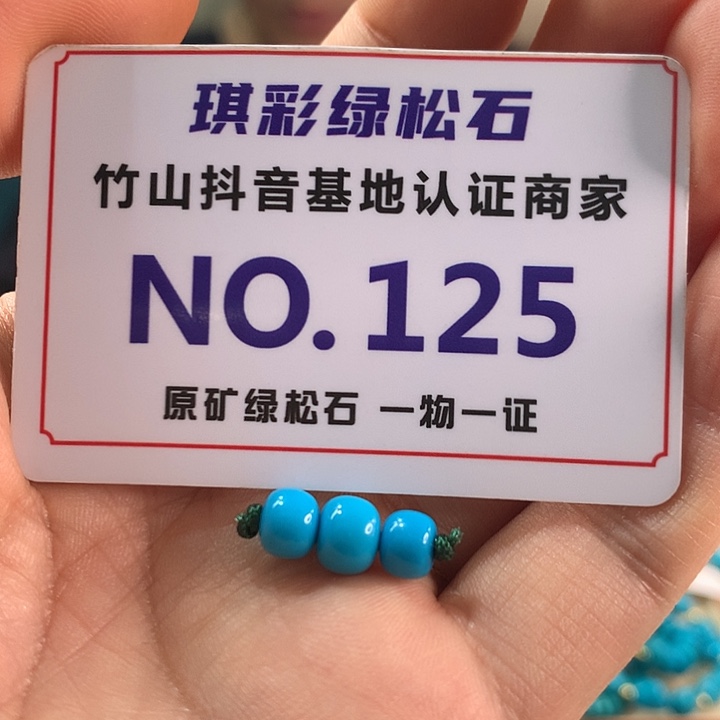 琪彩绿松石
竹山抖音基地认证商家
NO.125
原矿绿松石 一物一证